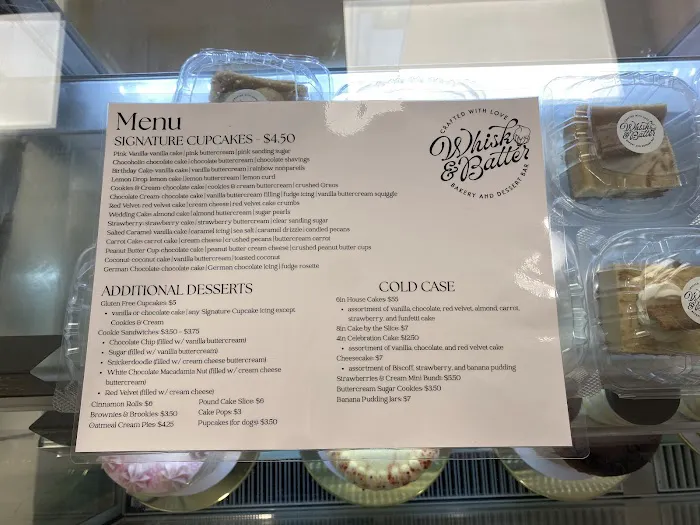 Menu
SIGNATURE CUPCAKES - $4.50
Pink Vanilla: vanilla cake | pink buttercream | pink sanding sugar
Chocoholic: chocolate cake | chocolate buttercream | chocolate shavings
Birthday Cake: vanilla cake | vanilla buttercream | rainbow nonpareils
Lemon Drop: lemon cake | lemon buttercream | lemon curd
Cookies & Cream: chocolate cake | cookies & cream buttercream | crushed Oreos
Chocolate Cream: chocolate cake | vanilla buttercream filling | fudge icing | vanilla buttercream squiggle
Red Velvet: red velvet cake | cream cheese | red velvet cake crumbs
Wedding Cake: almond cake | almond buttercream | sugar pearls
Strawberry: strawberry cake | strawberry buttercream | clear sanding sugar
Salted Caramel: vanilla cake | caramel icing | sea salt | caramel drizzle | candied pecans
Carrot Cake: carrot cake | cream cheese | crushed pecans | buttercream carrot
Peanut Butter Cup: chocolate cake | peanut butter cream cheese | crushed peanut butter cups
Coconut: coconut cake | vanilla buttercream | toasted coconut
German Chocolate: chocolate cake | German chocolate icing | fudge rosette
CRAFTED WITH LOVE
Whisk
& Batter
BAKERY AND DESSERT BAR
ADDITIONAL DESSERTS
Gluten Free Cupcakes: $5
• vanilla or chocolate cake | any Signature Cupcake icing except
Cookies & Cream
Cookie Sandwiches: $3.50 - $3.75
• Chocolate Chip (filled w/ vanilla buttercream)
• Sugar (filled w/ vanilla buttercream)
• Snickerdoodle (filled w/ cream cheese buttercream)
• White Chocolate Macadamia Nut (filled w/ cream cheese
buttercream)
• Red Velvet (filled w/ cream cheese)
Cinnamon Rolls: $6
Brownies & Brookies: $3.50
Oatmeal Cream Pies: $4.25
Pound Cake Slice: $6
Cake Pops: $3
Pupcakes (for dogs): $3.50
COLD CASE
6in House Cakes: $55
• assortment of vanilla, chocolate, red velvet, almond, carrot,
strawberry, and funfetti cake
8in Cake by the Slice: $7
4in Celebration Cake: $12.50
• assortment of vanilla, chocolate, and red velvet cake
Cheesecake: $7
• assortment of Biscoff, strawberry, and banana pudding
Strawberries & Cream Mini Bundt: $5.50
Buttercream Sugar Cookies: $3.50
Banana Pudding Jars: $7
Whisk
& Batter